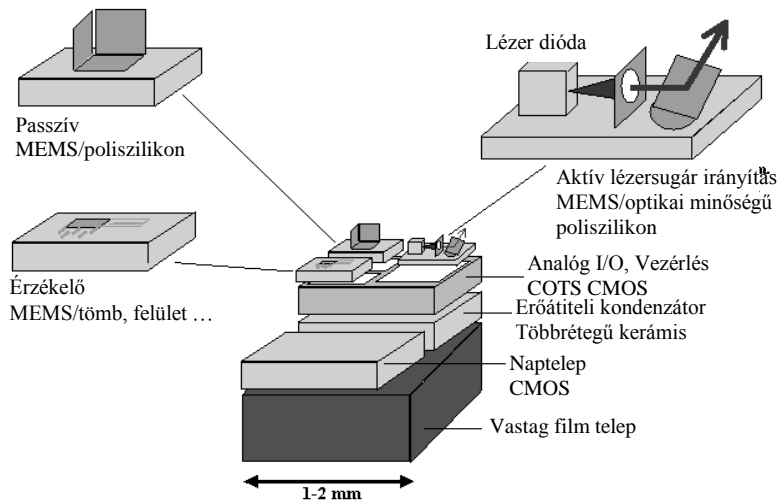 Lézer dióda
Passzív
MEMS/poliszilikon
Aktív lézersugár irányítás
MEMS/optikai minőségű
poliszilikon
Érzékelő
MEMS/tömb, felület …
Analóg I/O, Vezérlés
COTS CMOS
Erőátiteli kondenzátor
Többrétegű kerámis
Naptelep
CMOS
Vastag film telep
1-2 mm